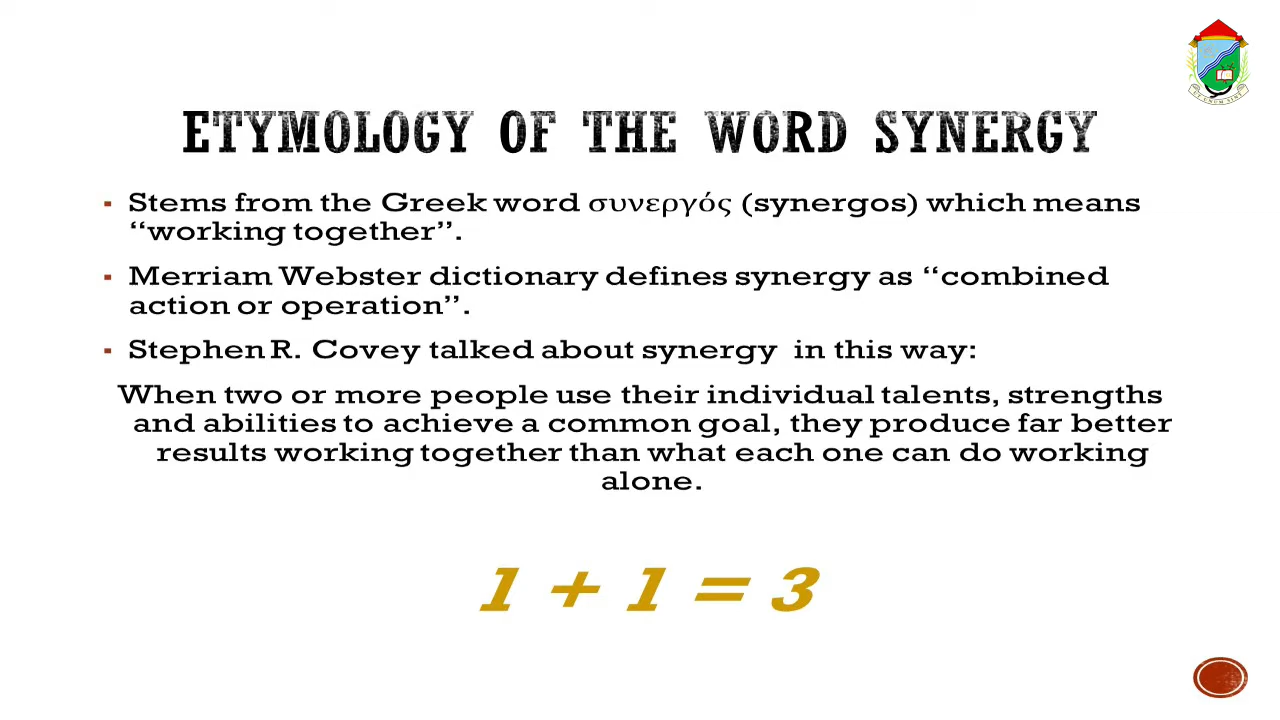 ETYMOLOGY OF THE WORD SYNERGY
▪ Stems from the Greek word συνεργός (synergos) which means
“working together”.
▪ Merriam Webster dictionary defines synergy as “combined
action or operation”.
▪ Stephen R. Covey talked about synergy in this way:
When two or more people use their individual talents, strengths
and abilities to achieve a common goal, they produce far better
results working together than what each one can do working
alone.
1 + 1 = 3
UT UNUM SINT